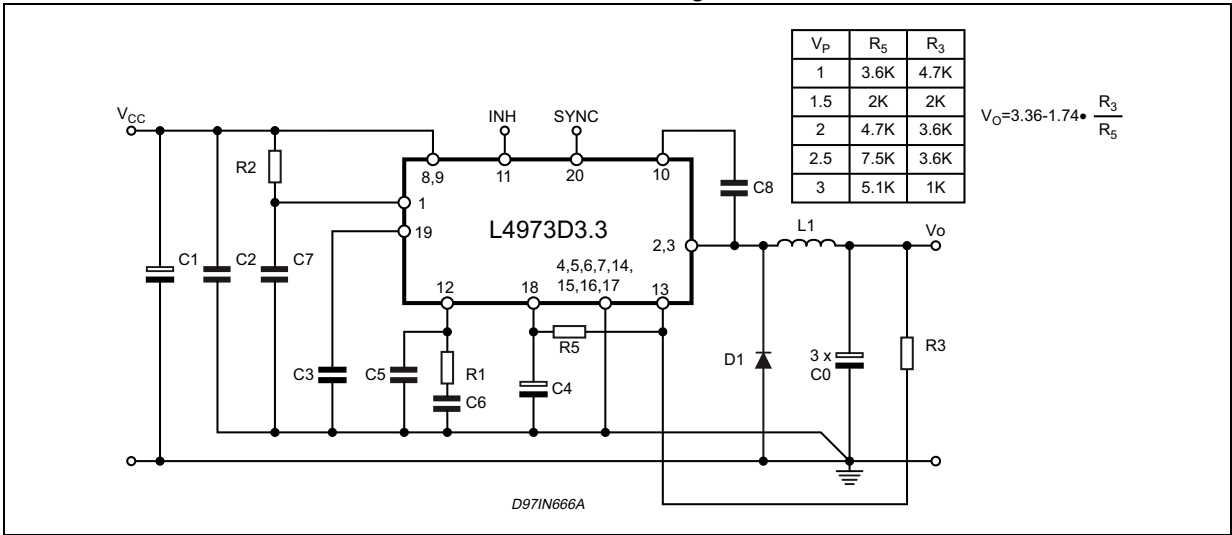 V_P R_5 R_3
1 3.6K 4.7K
1.5 2K 2K
2 4.7K 3.6K
2.5 7.5K 3.6K
3 5.1K 1K
V_O=3.36-1.74• R_3/R_5
V_CC
INH
SYNC
R2
8,9
11
20
10
C8
1
19
L4973D3.3
2,3
L1
Vo
C1
C2
C7
4,5,6,7,14,
15,16,17
12
18
13
R5
D1
3 x
C0
R3
C3
C5
R1
C6
C4
D97IN666A